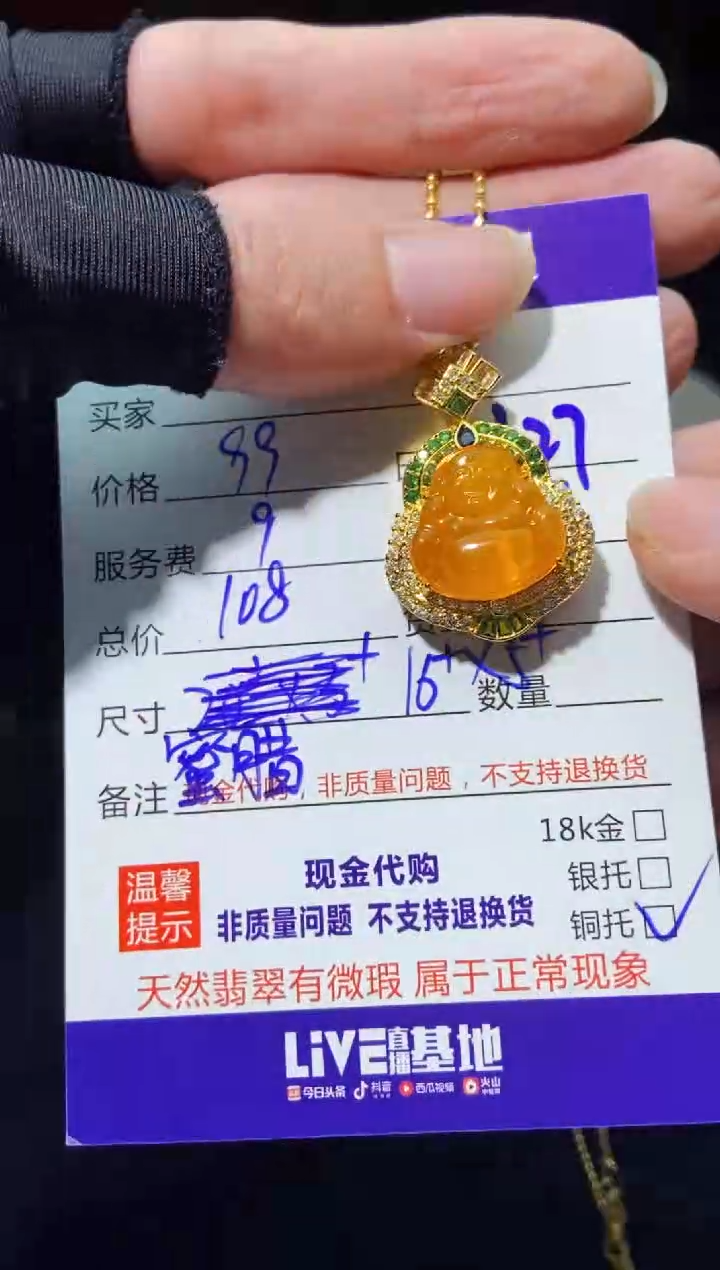 买家
价格 99 27
服务费 9
总价 108
尺寸 16+ 数量
蜜腊
备注 现金代购，非质量问题，不支持退换货
18k金
温馨提示 现金代购 银托
非质量问题 不支持退换货 铜托
天然翡翠有微瑕 属于正常现象
LiVE直播基地
今日头条 抖音 西瓜视频 火山